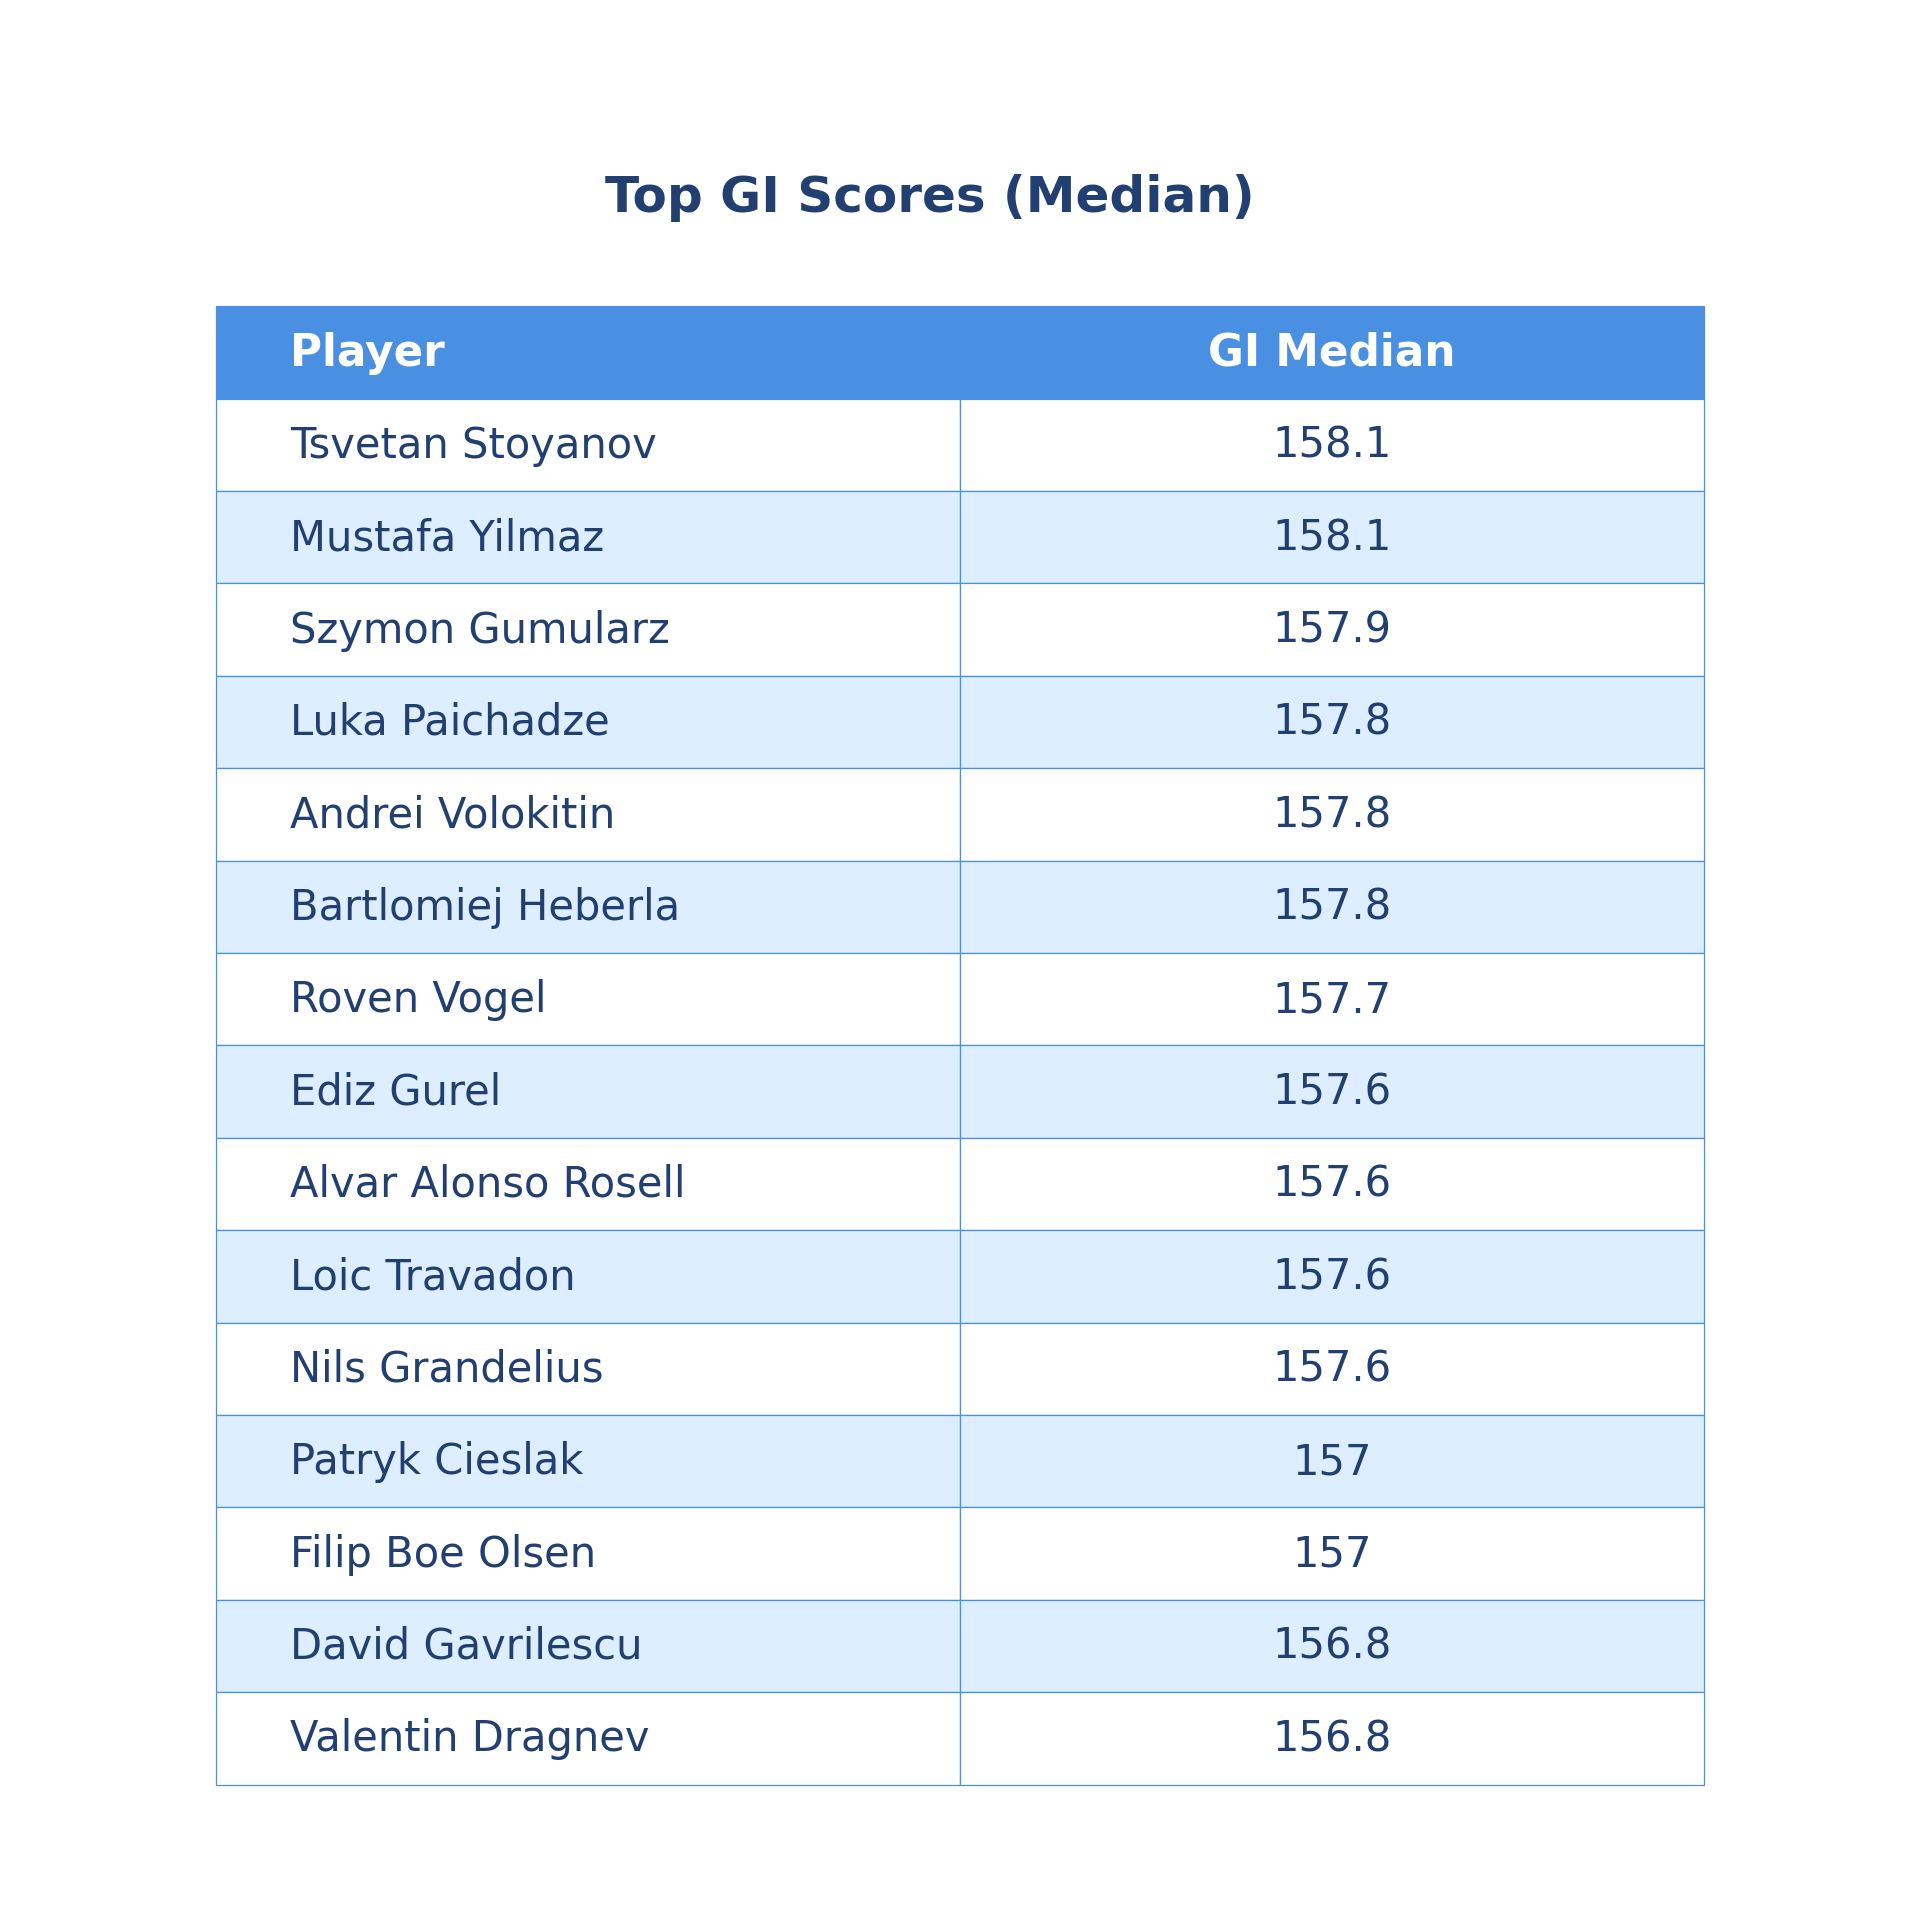 Top GI Scores (Median)
Player GI Median
Tsvetan Stoyanov 158.1
Mustafa Yilmaz 158.1
Szymon Gumularz 157.9
Luka Paichadze 157.8
Andrei Volokitin 157.8
Bartlomiej Heberla 157.8
Roven Vogel 157.7
Ediz Gurel 157.6
Alvar Alonso Rosell 157.6
Loic Travadon 157.6
Nils Grandelius 157.6
Patryk Cieslak 157
Filip Boe Olsen 157
David Gavrilescu 156.8
Valentin Dragnev 156.8